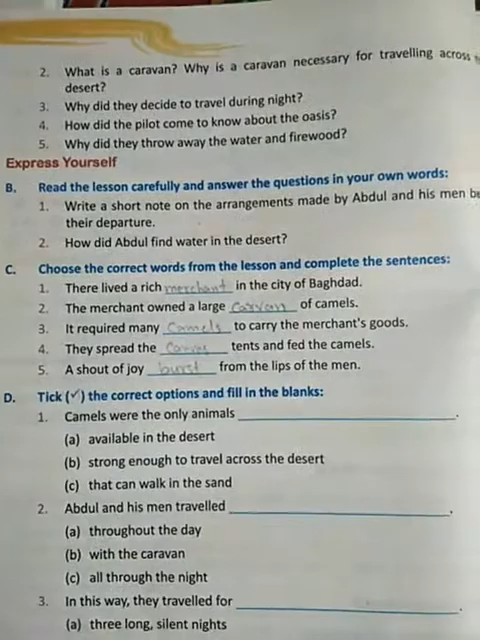 2. What is a caravan? Why is a caravan necessary for travelling across
desert?
3. Why did they decide to travel during night?
4. How did the pilot come to know about the oasis?
5. Why did they throw away the water and firewood?
Express Yourself
B. Read the lesson carefully and answer the questions in your own words:
1. Write a short note on the arrangements made by Abdul and his men be
their departure.
2. How did Abdul find water in the desert?
C. Choose the correct words from the lesson and complete the sentences:
1. There lived a rich merchant in the city of Baghdad.
2. The merchant owned a large of camels.
3. It required many Camels to carry the merchant's goods.
4. They spread the tents and fed the camels.
5. A shout of joy burst from the lips of the men.
D. Tick (✓) the correct options and fill in the blanks:
1. Camels were the only animals ____________.
(a) available in the desert
(b) strong enough to travel across the desert
(c) that can walk in the sand
2. Abdul and his men travelled ____________.
(a) throughout the day
(b) with the caravan
(c) all through the night
3. In this way, they travelled for ____________.
(a) three long, silent nights